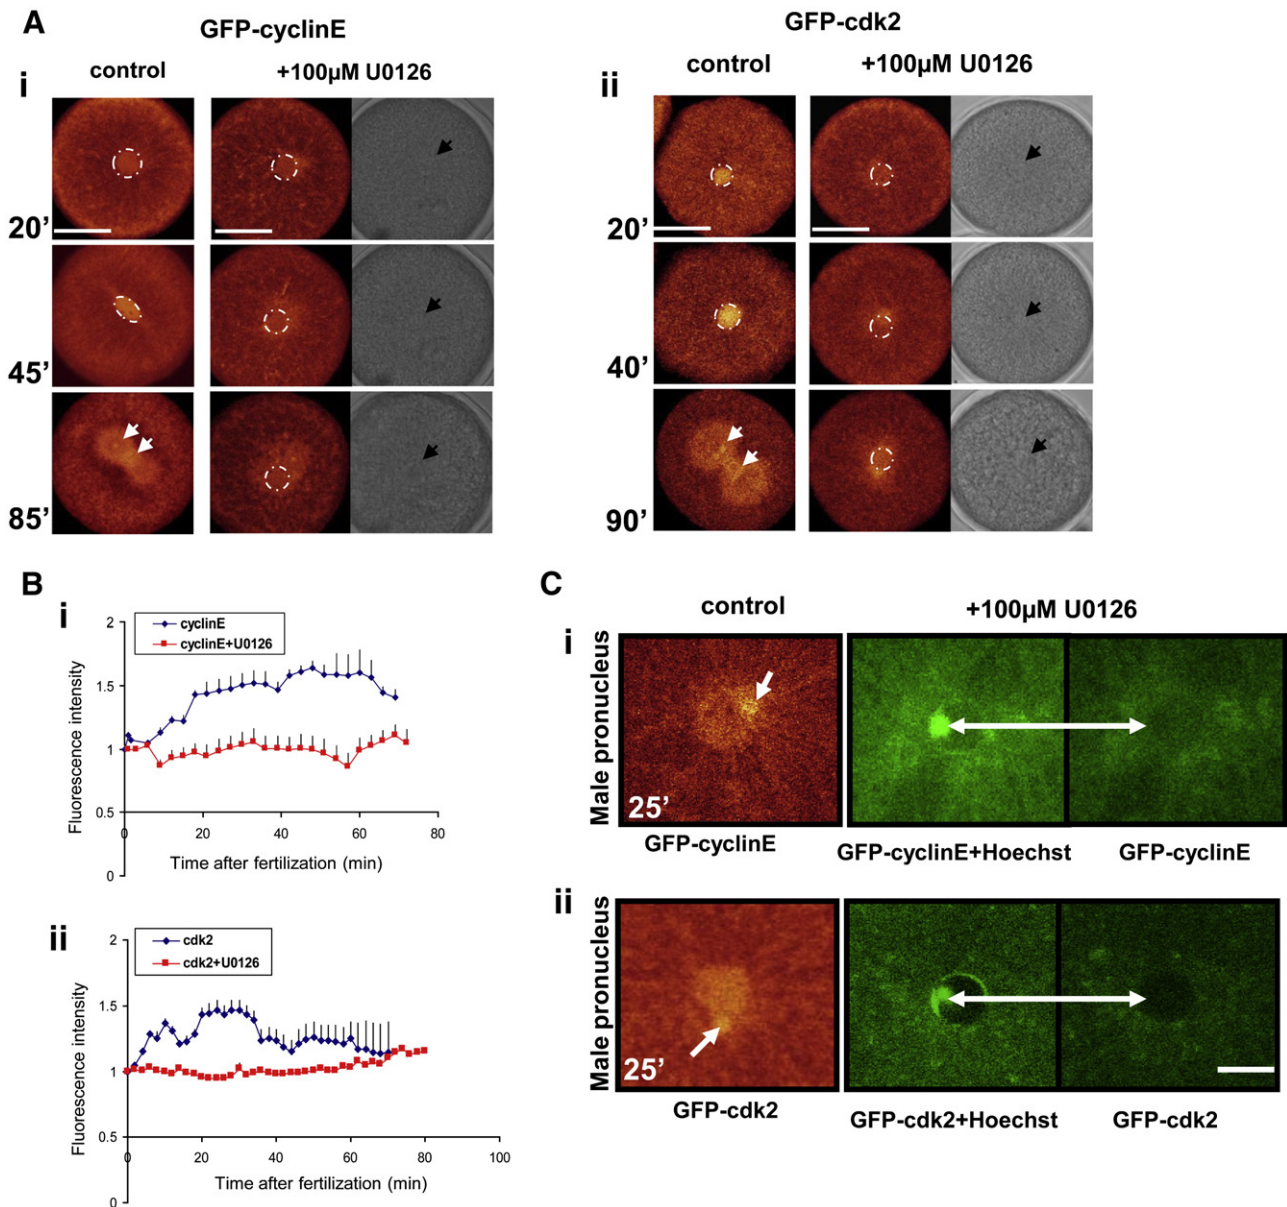 A
GFP-cyclinE
GFP-cdk2
control
+100µM U0126
control
+100µM U0126
i
ii
20’
20’
45’
40’
85’
90’
B
C
i
cyclinE
cyclinE+U0126
2
1.5
1
0.5
0
0
20
40
60
80
Fluorescence intensity
Time after fertilization (min)
ii
cdk2
cdk2+U0126
2
1.5
1
0.5
0
0
20
40
60
80
100
Fluorescence intensity
Time after fertilization (min)
control
+100µM U0126
i
Male pronucleus
25’
GFP-cyclinE
GFP-cyclinE+Hoechst
GFP-cyclinE
ii
Male pronucleus
25’
GFP-cdk2
GFP-cdk2+Hoechst
GFP-cdk2